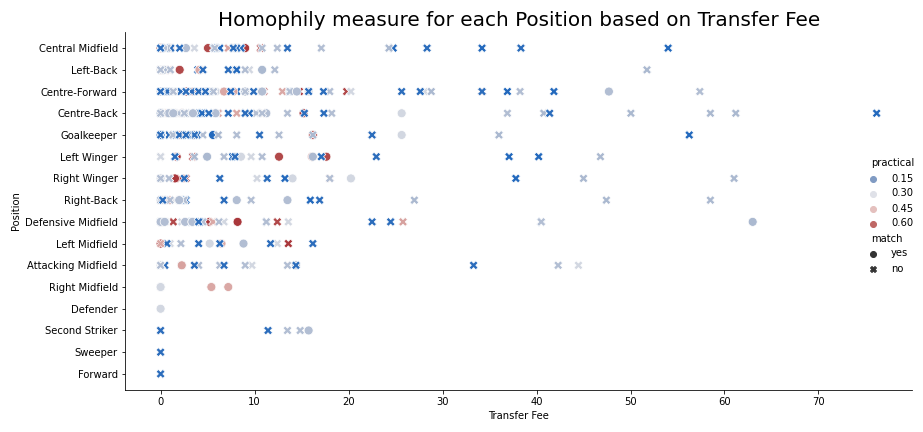 Homophily measure for each Position based on Transfer Fee
Position
Central Midfield
Left-Back
Centre-Forward
Centre-Back
Goalkeeper
Left Winger
Right Winger
Right-Back
Defensive Midfield
Left Midfield
Attacking Midfield
Right Midfield
Defender
Second Striker
Sweeper
Forward
0 10 20 30 40 50 60 70
Transfer Fee
practical
0.15
0.30
0.45
0.60
match
yes
no